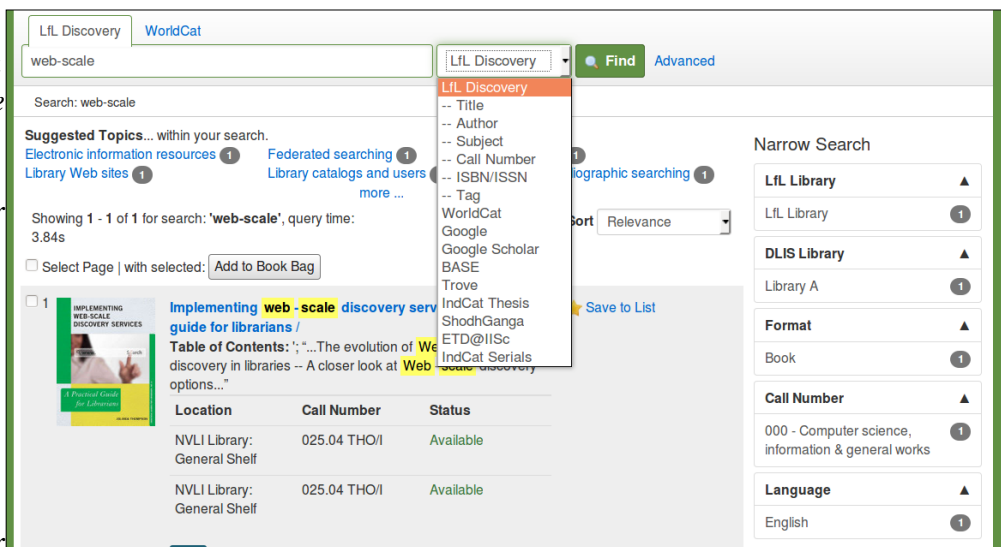 LfL Discovery WorldCat
web-scale LfL Discovery Find Advanced
Search: web-scale
LfL Discovery
-- Title
-- Author
-- Subject
-- Call Number
-- ISBN/ISSN
-- Tag
WorldCat
Google
Google Scholar
BASE
Trove
IndCat Thesis
ShodhGanga
ETD@IISc
IndCat Serials
Suggested Topics... within your search.
Electronic information resources 1 Federated searching 1 1
Library Web sites 1 Library catalogs and users iographic searching 1
more ...
Showing 1 - 1 of 1 for search: 'web-scale', query time:
3.84s
Sort Relevance
Select Page | with selected: Add to Book Bag
1
IMPLEMENTING
WEB-SCALE
DISCOVERY SERVICES
A Practical Guide
for Librarians
Implementing web-scale discovery serv
guide for librarians /
Save to List
Table of Contents: '; “...The evolution of We
discovery in libraries -- A closer look at Web-scale discovery
options...”
Location Call Number Status
NVLI Library: 025.04 THO/I Available
General Shelf
NVLI Library: 025.04 THO/I Available
General Shelf
Narrow Search
LfL Library
LfL Library 1
DLIS Library
Library A 1
Format
Book 1
Call Number
000 - Computer science, 1
information & general works
Language
English 1